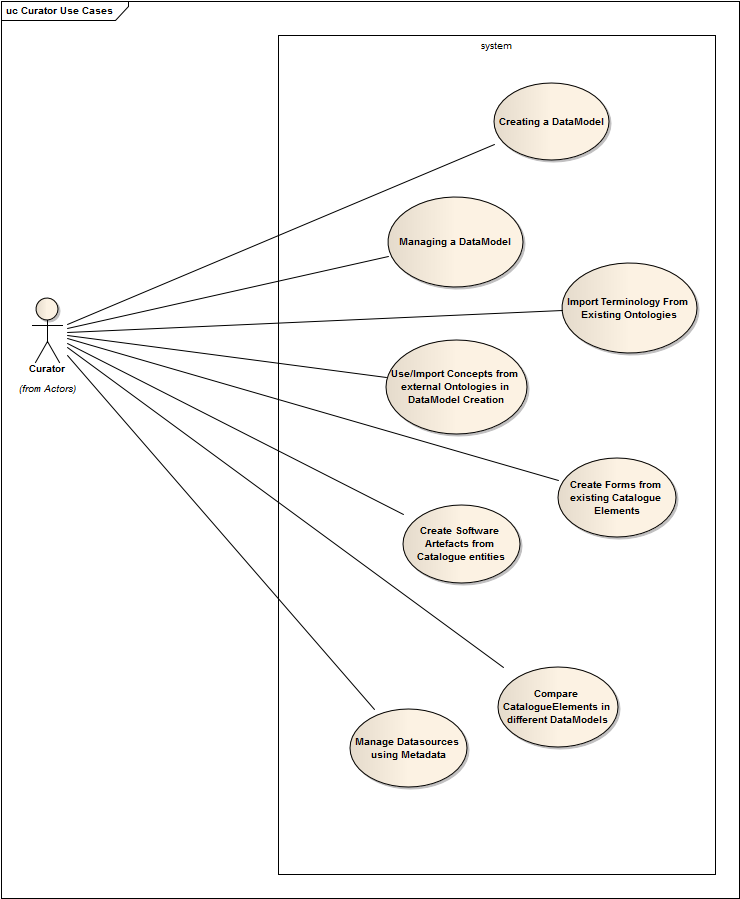 uc Curator Use Cases
system
Creating a DataModel
Managing a DataModel
Import Terminology From
Existing Ontologies
Curator
(from Actors)
Use/Import Concepts from
external Ontologies in
DataModel Creation
Create Forms from
existing Catalogue
Elements
Create Software
Artefacts from
Catalogue entities
Compare
CatalogueElements in
different DataModels
Manage Datasources
using Metadata